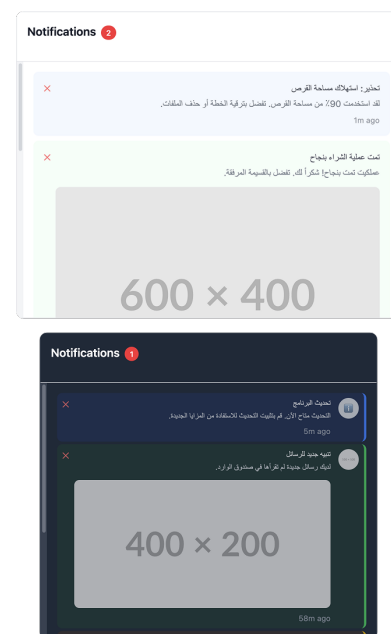 Notifications 2
تحذير: استهلاك مساحة القرص
لقد استخدمت 90٪ من مساحة القرص. تفضل بترقية الخطة أو حذف الملفات.
1m ago
تمت عملية الشراء بنجاح
عملكيت تمت بنجاح! شكراً لك. تفضل بالقسيمة المرفقة.
600 × 400
Notifications 1
تحديث البرنامج
التحديث متاح الآن. قم بتثبيت التحديث للاستفادة من المزايا الجديدة.
5m ago
تنبيه جديد للرسائل
لديك رسائل جديدة لم تقرأها في صندوق الوارد.
400 × 200
58m ago